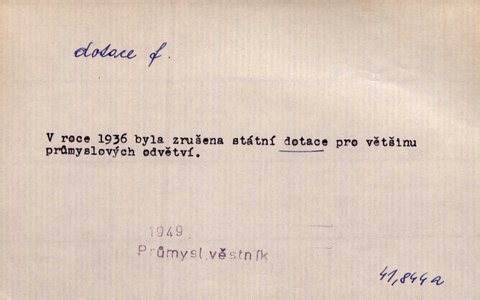 dotace f.
V roce 1936 byla zrušena státní dotace pro většinu
průmyslových odvětví.
1949
Průmysl.věstník
41,844a